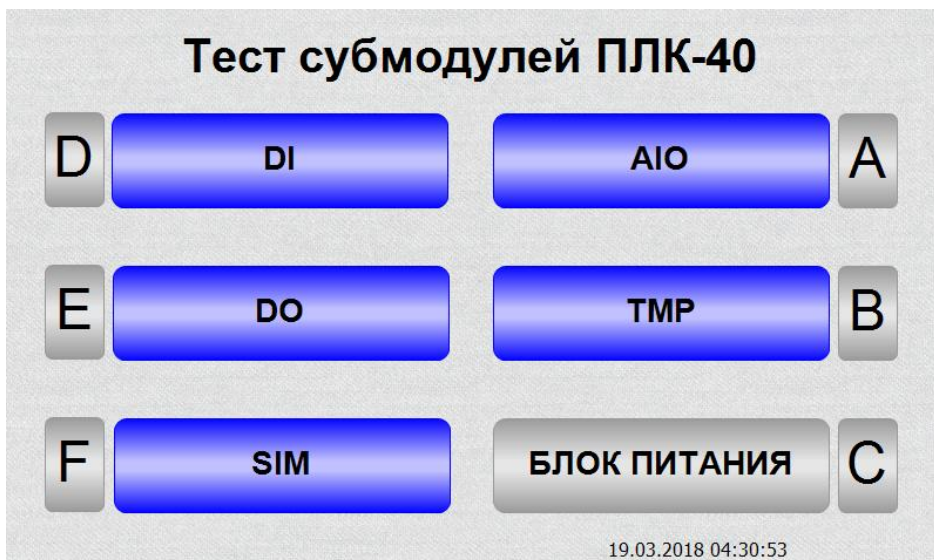 Тест субмодулей ПЛК-40
D DI AIO A
E DO TMP B
F SIM БЛОК ПИТАНИЯ C
19.03.2018 04:30:53